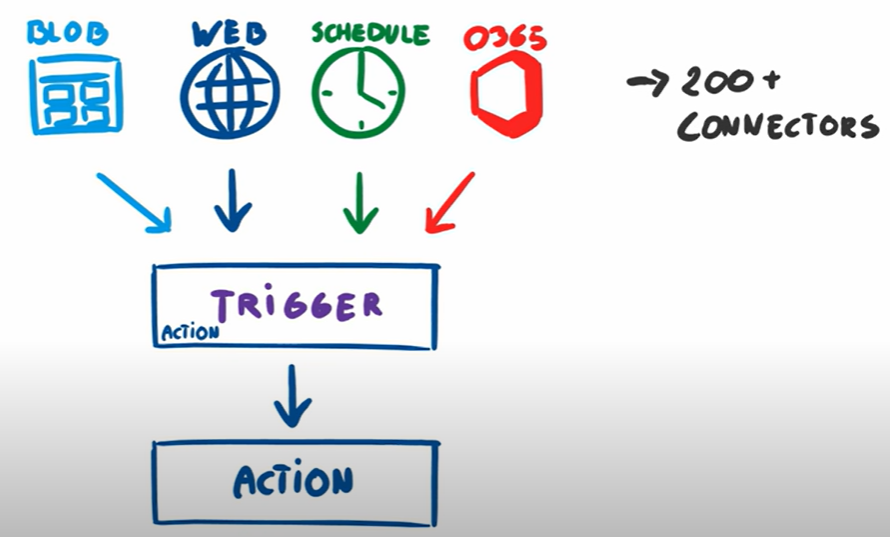 BLOB
WEB
SCHEDULE
O365
→ 200+
CONNECTORS
TRIGGER
ACTION
ACTION